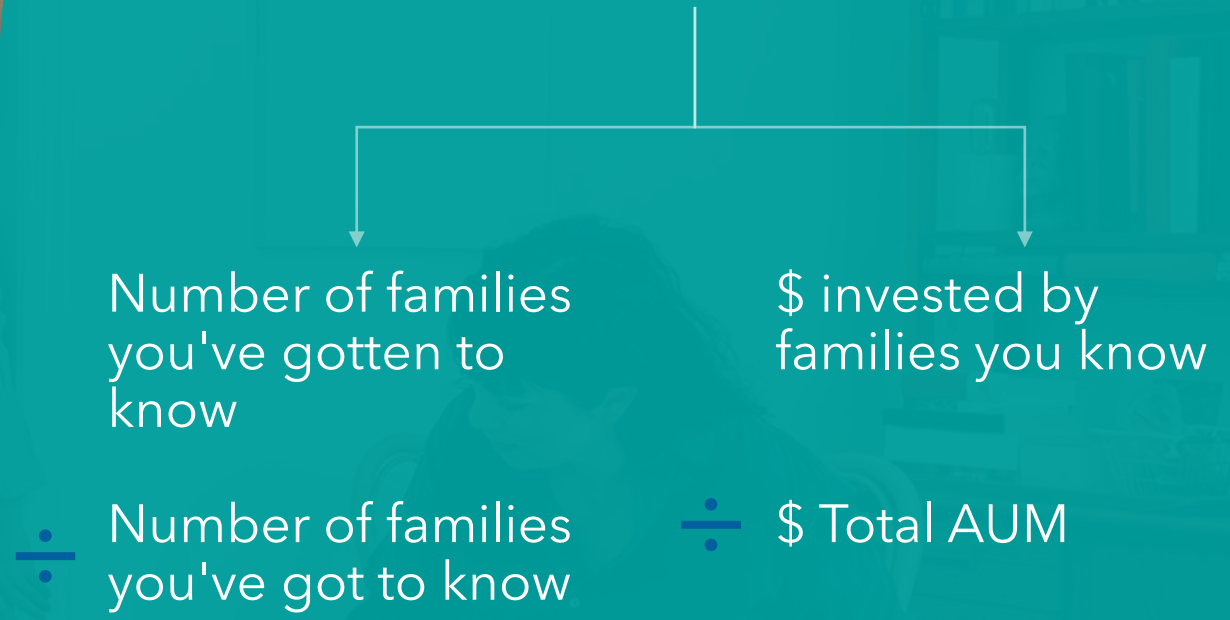 Number of families
you've gotten to
know
$ invested by
families you know
÷ Number of families
you've got to know
÷ $ Total AUM